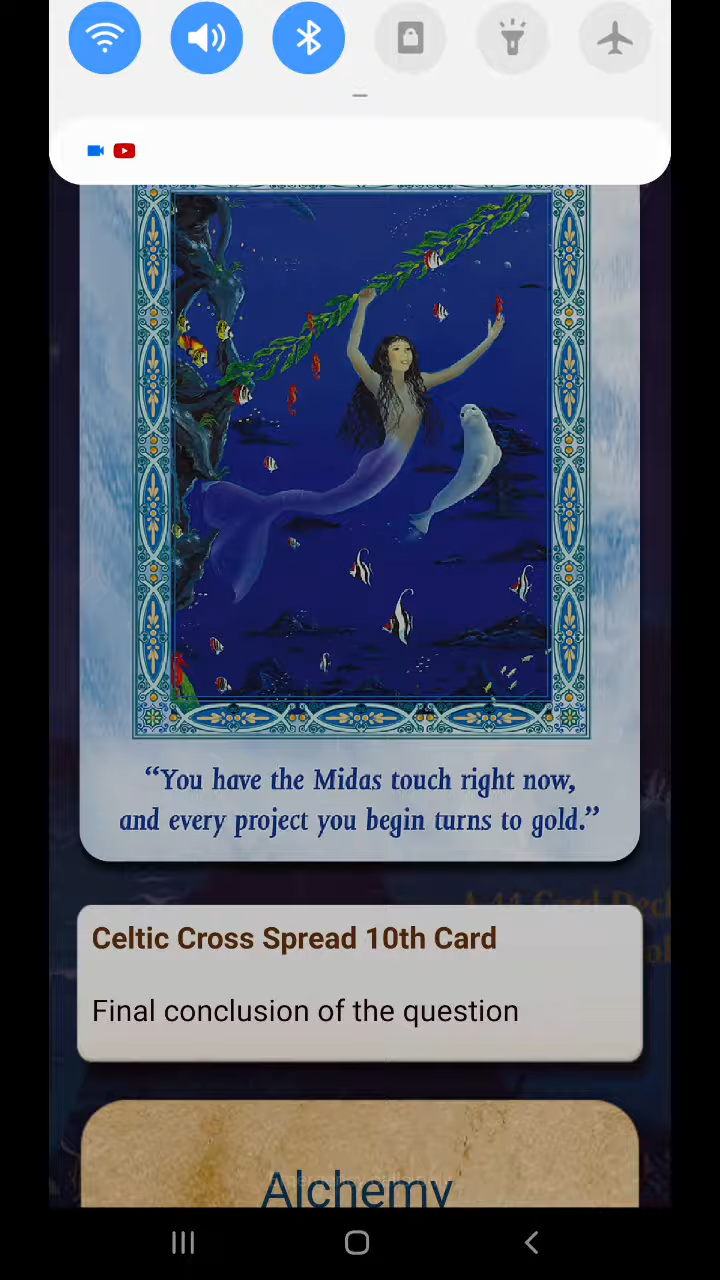 “You have the Midas touch right now,
and every project you begin turns to gold.”
Celtic Cross Spread 10th Card
Final conclusion of the question
Alchemy